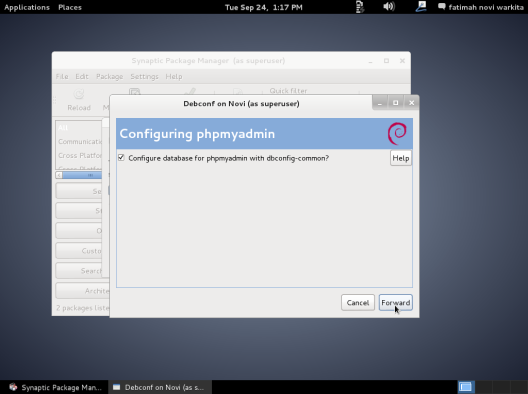 Applications Places Tue Sep 24, 1:17 PM fatimah novi warkita
Synaptic Package Manager (as superuser)
File Edit Package Settings Help
Quick filter
Reload M
Debconf on Novi (as superuser)
Configuring phpmyadmin
All
Communicati
Cross Platfo
Configure database for phpmyadmin with dbconfig-common?
Help
Cross Platfor
Se
St
O
Custo
Search
Archite
2 packages liste
Cancel Forward
Synaptic Package Man... Debconf on Novi (as s...